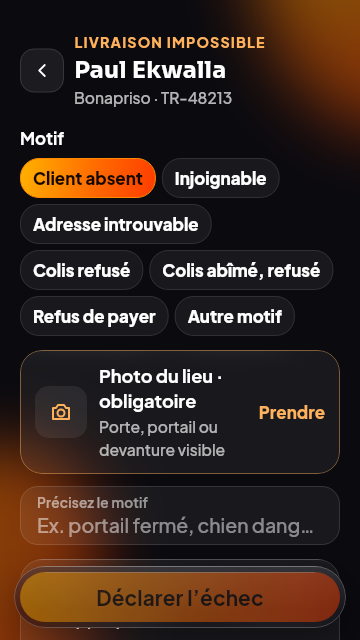 LIVRAISON IMPOSSIBLE
Paul Ekwalla
Bonapriso · TR-48213
Motif
Client absent
Injoignable
Adresse introuvable
Colis refusé
Colis abîmé, refusé
Refus de payer
Autre motif
Photo du lieu ·
obligatoire
Porte, portail ou
devanture visible
Prendre
Précisez le motif
Ex. portail fermé, chien dang…
Déclarer l’échec